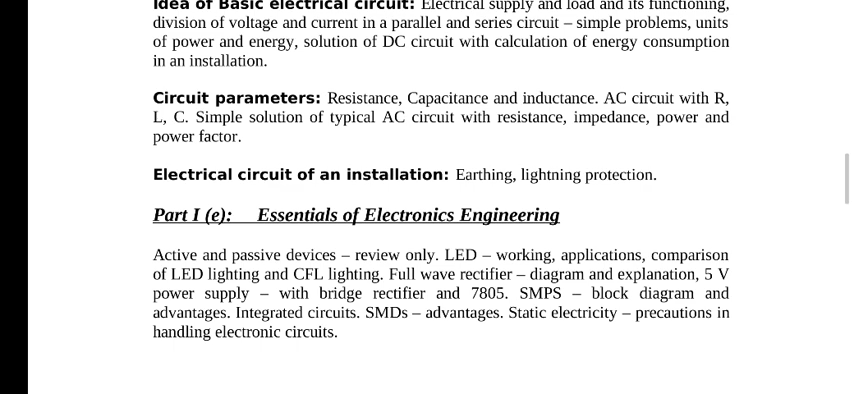 Idea of Basic electrical circuit: Electrical supply and load and its functioning,
division of voltage and current in a parallel and series circuit – simple problems, units
of power and energy, solution of DC circuit with calculation of energy consumption
in an installation.
Circuit parameters: Resistance, Capacitance and inductance. AC circuit with R,
L, C. Simple solution of typical AC circuit with resistance, impedance, power and
power factor.
Electrical circuit of an installation: Earthing, lightning protection.
Part I (e): Essentials of Electronics Engineering
Active and passive devices – review only. LED – working, applications, comparison
of LED lighting and CFL lighting. Full wave rectifier – diagram and explanation, 5 V
power supply – with bridge rectifier and 7805. SMPS – block diagram and
advantages. Integrated circuits. SMDs – advantages. Static electricity – precautions in
handling electronic circuits.